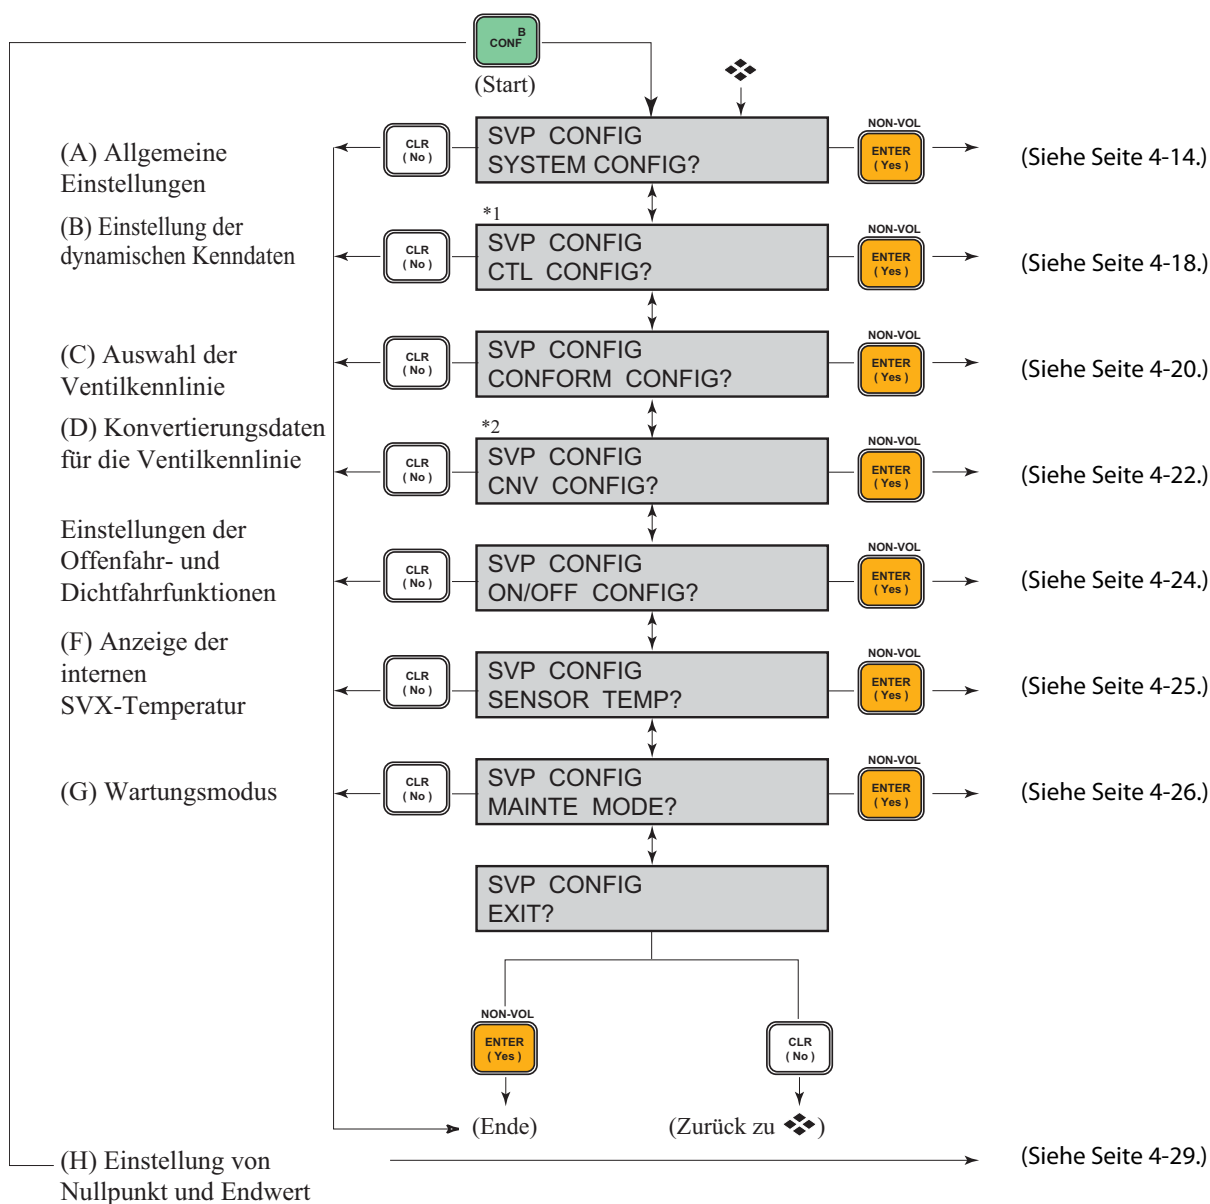 B
CONF
(Start)
(A) Allgemeine
Einstellungen
CLR
( No )
SVP CONFIG
SYSTEM CONFIG?
NON-VOL
ENTER
( Yes )
(Siehe Seite 4-14.)
*1
(B) Einstellung der
dynamischen Kenndaten
CLR
( No )
SVP CONFIG
CTL CONFIG?
NON-VOL
ENTER
( Yes )
(Siehe Seite 4-18.)
(C) Auswahl der
Ventilkennlinie
CLR
( No )
SVP CONFIG
CONFORM CONFIG?
NON-VOL
ENTER
( Yes )
(Siehe Seite 4-20.)
*2
(D) Konvertierungsdaten
für die Ventilkennlinie
CLR
( No )
SVP CONFIG
CNV CONFIG?
NON-VOL
ENTER
( Yes )
(Siehe Seite 4-22.)
Einstellungen der
Offenfahr- und
Dichtfahrfunktionen
CLR
( No )
SVP CONFIG
ON/OFF CONFIG?
NON-VOL
ENTER
( Yes )
(Siehe Seite 4-24.)
(F) Anzeige der
internen
SVX-Temperatur
CLR
( No )
SVP CONFIG
SENSOR TEMP?
NON-VOL
ENTER
( Yes )
(Siehe Seite 4-25.)
(G) Wartungsmodus
CLR
( No )
SVP CONFIG
MAINTE MODE?
NON-VOL
ENTER
( Yes )
(Siehe Seite 4-26.)
SVP CONFIG
EXIT?
NON-VOL
ENTER
( Yes )
CLR
( No )
(Ende)
(Zurück zu ❖)
(H) Einstellung von
Nullpunkt und Endwert
(Siehe Seite 4-29.)